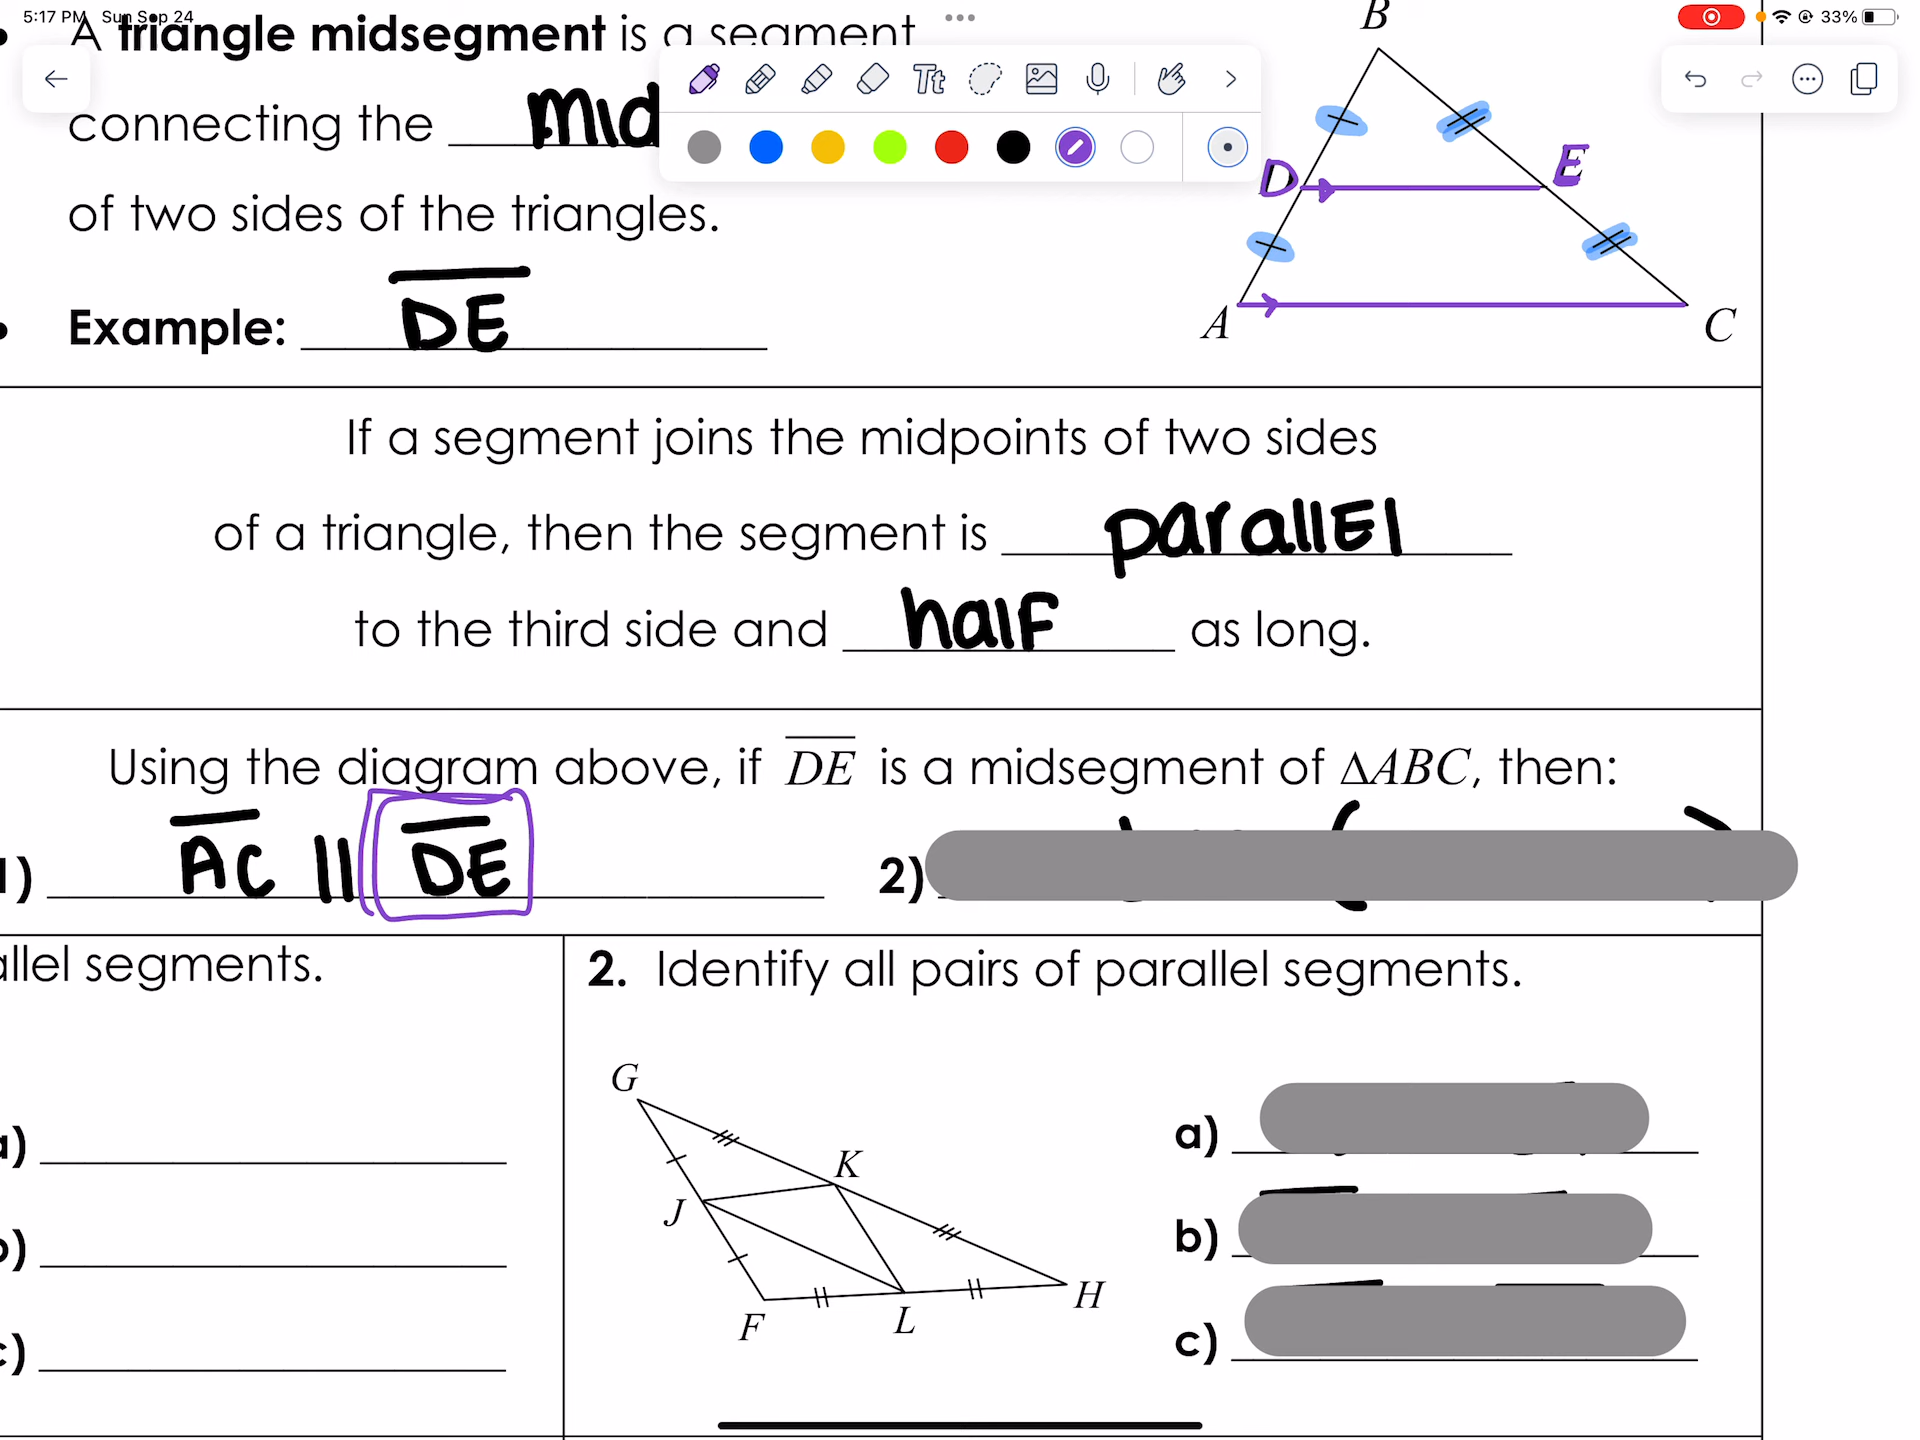 5:17 PM Sun Sep 24
33%
A triangle midsegment is a segment
connecting the mid
of two sides of the triangles.
Example: DE
B
D E
A C
If a segment joins the midpoints of two sides
of a triangle, then the segment is parallel
to the third side and half as long.
Using the diagram above, if DE is a midsegment of ΔABC, then:
1) AC || DE 2)
allel segments.
2. Identify all pairs of parallel segments.
G
K
J
F L H
a)
b)
c)
a)
b)
c)
Tt